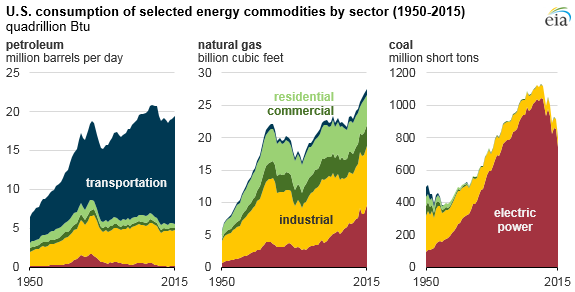 U.S. consumption of selected energy commodities by sector (1950-2015)
quadrillion Btu
eia
petroleum
million barrels per day
25
20
15
10
5
0
1950
2015
transportation
natural gas
billion cubic feet
30
25
20
15
10
5
0
1950
2015
residential
commercial
industrial
coal
million short tons
1200
1000
800
600
400
200
0
1950
2015
electric
power